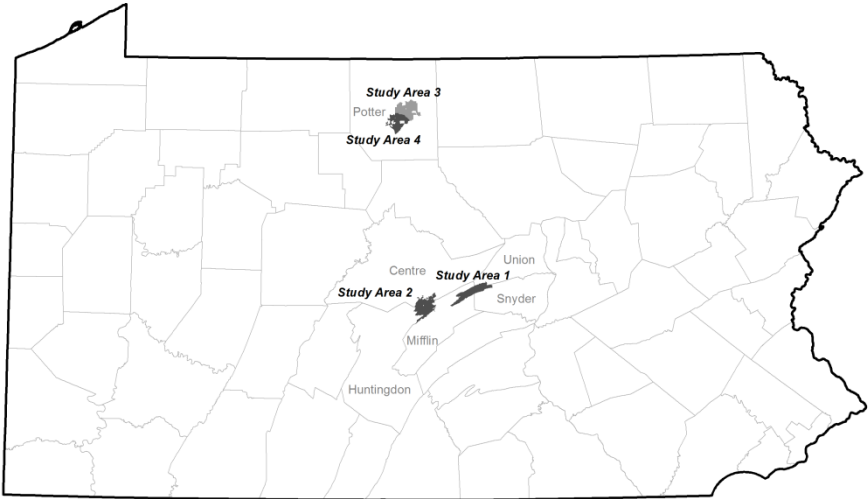 Study Area 3
Potter
Study Area 4
Union
Centre
Study Area 1
Study Area 2
Snyder
Mifflin
Huntingdon